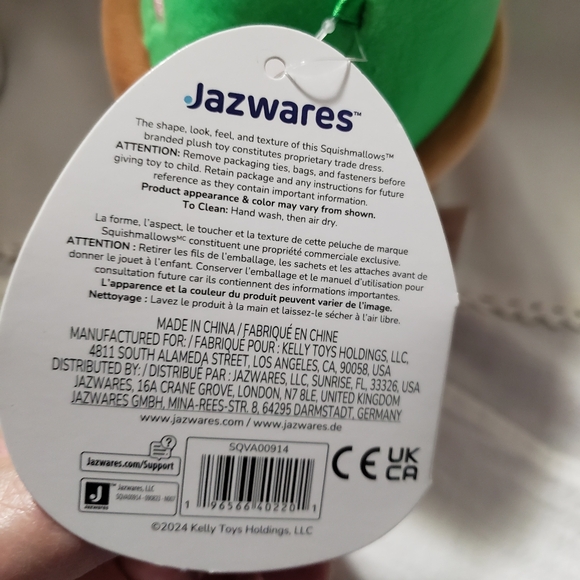 Jazwares™
The shape, look, feel, and texture of this Squishmallows™
branded plush toy constitutes proprietary trade dress.
ATTENTION: Remove packaging ties, bags, and fasteners before
giving toy to child. Retain package and any instructions for future
reference as they contain important information.
Product appearance & color may vary from shown.
To Clean: Hand wash, then air dry.
La forme, l'aspect, le toucher et la texture de cette peluche de marque
Squishmallowsᴹᶜ constituent une propriété commerciale exclusive.
ATTENTION : Retirer les fils de l'emballage, les sachets et les attaches avant de
donner le jouet à l'enfant. Conserver l'emballage et le manuel d'utilisation pour
consultation future car ils contiennent des informations importantes.
L'apparence et la couleur du produit peuvent varier de l'image.
Nettoyage : Lavez le produit à la main et laissez-le sécher à l'air libre.
MADE IN CHINA / FABRIQUÉ EN CHINE
MANUFACTURED FOR: / FABRIQUÉ POUR : KELLY TOYS HOLDINGS, LLC,
4811 SOUTH ALAMEDA STREET, LOS ANGELES, CA, 90058, USA
DISTRIBUTED BY: / DISTRIBUÉ PAR : JAZWARES, LLC, SUNRISE, FL, 33326, USA
JAZWARES, 16A CRANE GROVE, LONDON, N7 8LE, UNITED KINGDOM
JAZWARES GMBH, MINA-REES-STR. 8, 64295 DARMSTADT, GERMANY
www.jazwares.com / www.jazwares.de
Jazwares.com/Support
SQVA00914
CE UK CA
Jazwares, LLC
JAZWARES
1 96566 40220 1
©2024 Kelly Toys Holdings, LLC